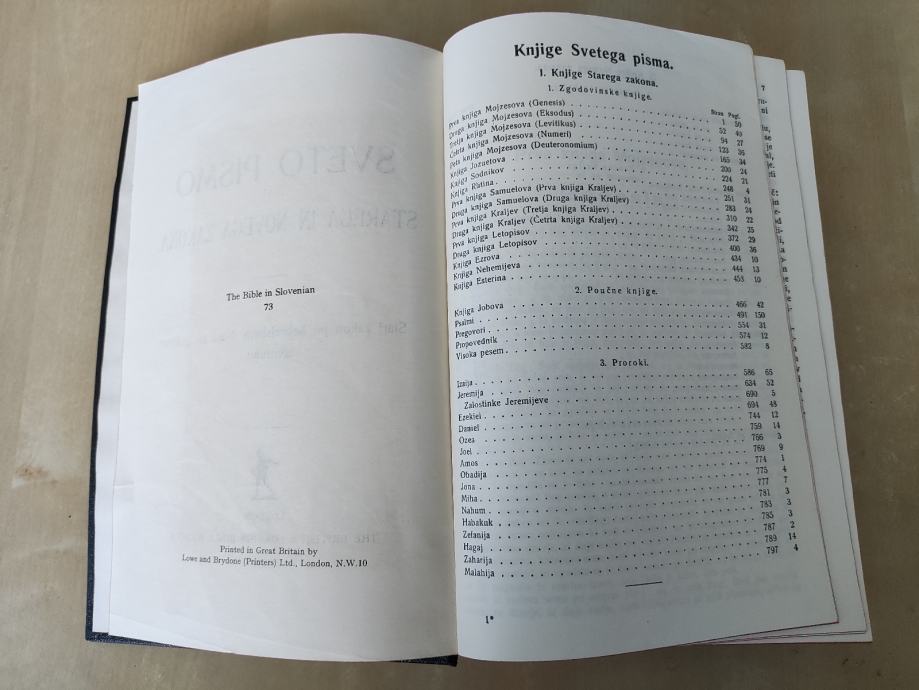 The Bible in Slovenian
73
Printed in Great Britain by
Lowe and Brydone (Printers) Ltd., London, N.W.10
Knjige Svetega pisma.
I. Knjige Starega zakona.
1. Zgodovinske knjige.
Stran Pogl.
Prva knjiga Mojzesova (Genesis) . . . 1 50
Druga knjiga Mojzesova (Eksodus) . . . 52 40
Tretja knjiga Mojzesova (Levitikus) . . . 94 27
Četrta knjiga Mojzesova (Numeri) . . . 123 36
Peta knjiga Mojzesova (Deuteronomium) . . . 165 34
Knjiga Jozuetova . . . 200 24
Knjiga Sodnikov . . . 224 21
Knjiga Rutina . . . 248 4
Prva knjiga Samuelova (Prva knjiga Kraljev) . . . 251 31
Druga knjiga Samuelova (Druga knjiga Kraljev) . . . 283 24
Prva knjiga Kraljev (Tretja knjiga Kraljev) . . . 310 22
Druga knjiga Kraljev (Četrta knjiga Kraljev) . . . 342 25
Prva knjiga Letopisov . . . 372 29
Druga knjiga Letopisov . . . 400 36
Knjiga Ezrova . . . 434 10
Knjiga Nehemijeva . . . 444 13
Knjiga Esterina . . . 453 10
2. Poučne knjige.
Knjiga Jobova . . . 466 42
Psalmi . . . 491 150
Pregovori . . . 554 31
Propovednik . . . 574 12
Visoka pesem . . . 582 8
3. Proroki.
Izaija . . . 586 65
Jeremija . . . 634 52
Žalostinke Jeremijeve . . . 690 5
Ezekiel . . . 694 48
Daniel . . . 744 12
Ozea . . . 759 14
Joel . . . 766 3
Amos . . . 769 9
Obadija . . . 774 1
Jona . . . 775 4
Miha . . . 777 7
Nahum . . . 781 3
Habakuk . . . 783 3
Zefanija . . . 785 3
Hagaj . . . 787 2
Zaharija . . . 789 14
Malahija . . . 797 4
1*
7